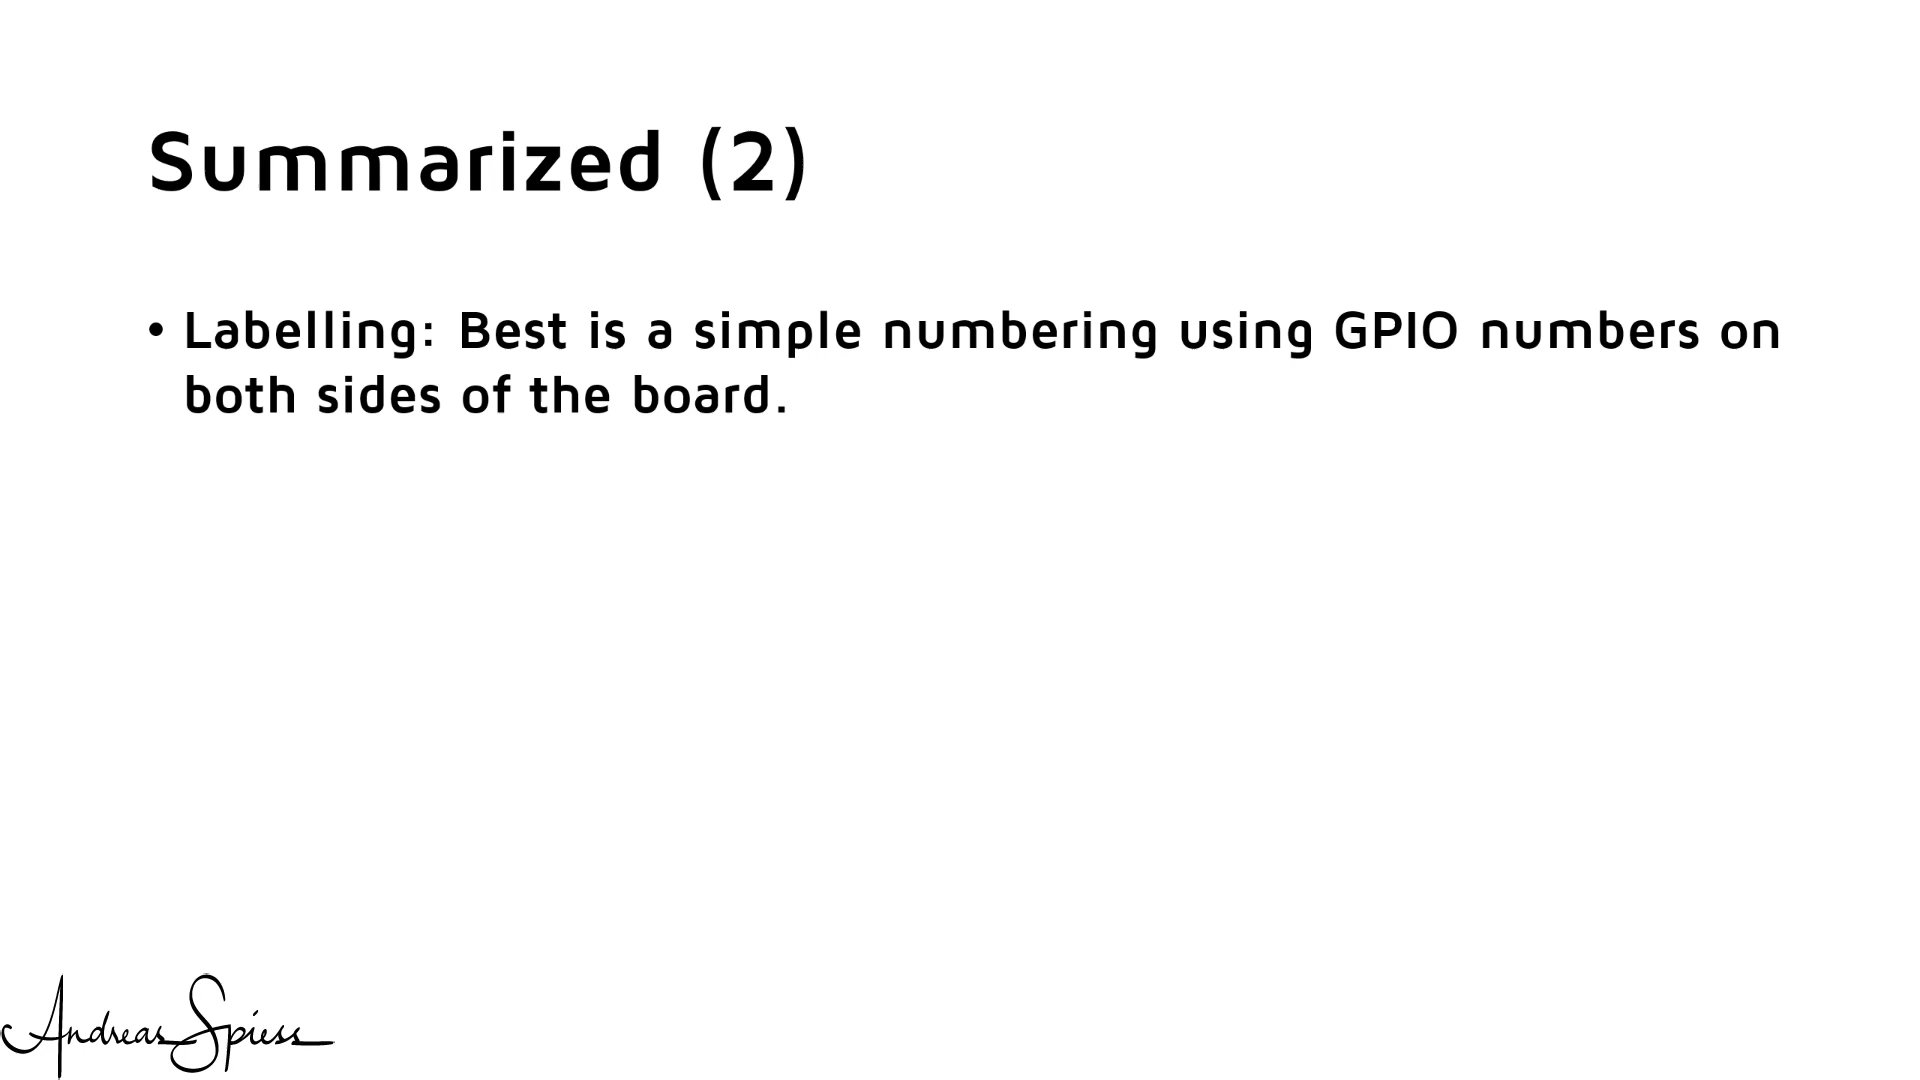 Summarized (2)
• Labelling: Best is a simple numbering using GPIO numbers on
both sides of the board.
Andreas Spiess